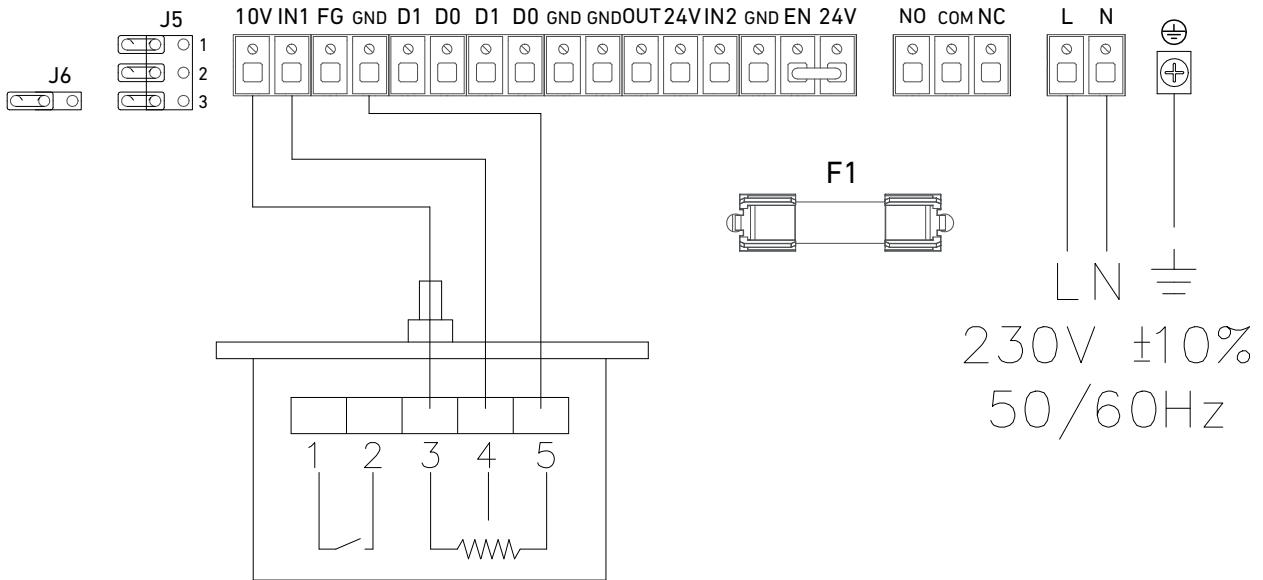 J5
10V IN1 FG GND D1 D0 D1 D0 GND GND OUT 24V IN2 GND EN 24V
NO COM NC
L N
1
2
3
J6
F1
L N
230V ±10%
50/60Hz
1 2 3 4 5